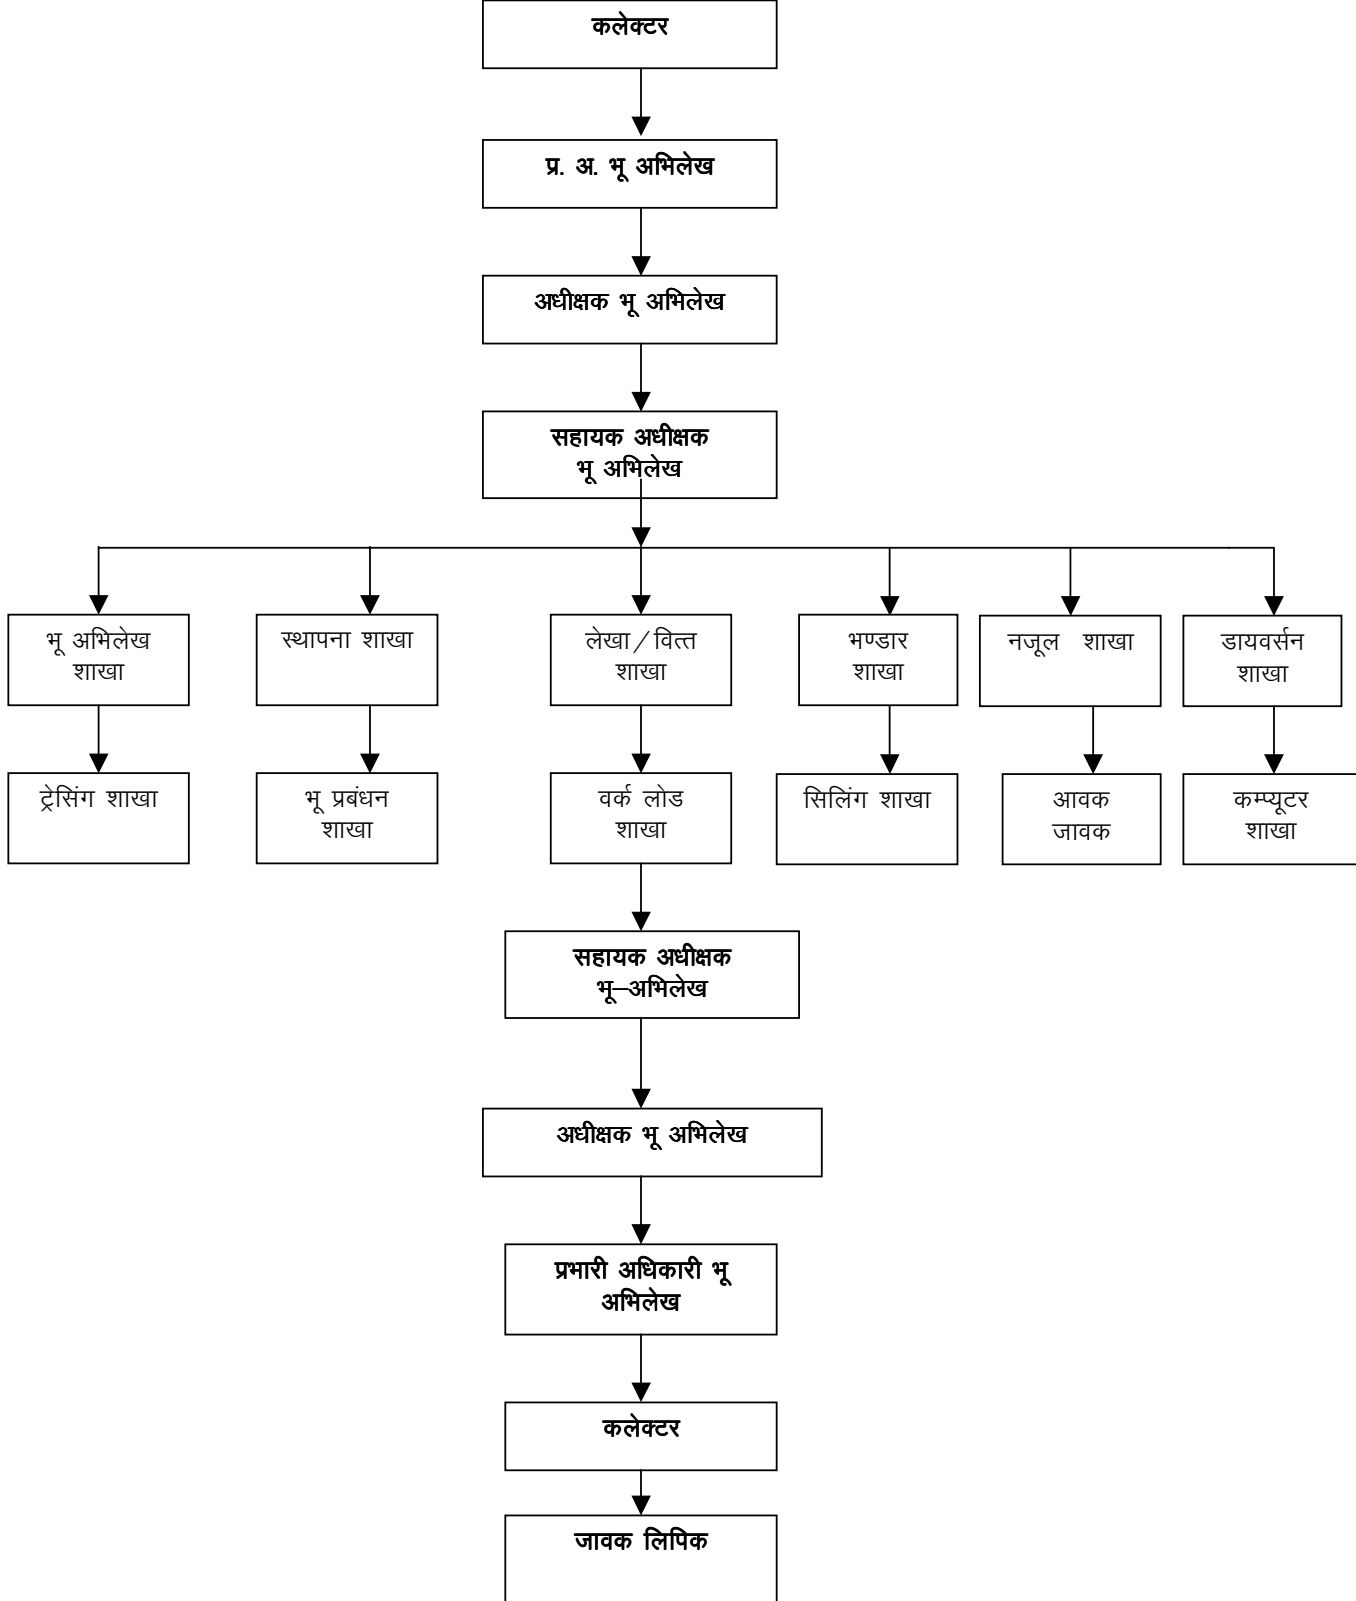 कलेक्टर
प्र. अ. भू अभिलेख
अधीक्षक भू अभिलेख
सहायक अधीक्षक
भू अभिलेख
भू अभिलेख
शाखा
स्थापना शाखा
लेखा/वित्त
शाखा
भण्डार
शाखा
नजूल शाखा
डायवर्सन
शाखा
ट्रेसिंग शाखा
भू प्रबंधन
शाखा
वर्क लोड
शाखा
सिलिंग शाखा
आवक
जावक
कम्प्यूटर
शाखा
सहायक अधीक्षक
भू–अभिलेख
अधीक्षक भू अभिलेख
प्रभारी अधिकारी भू
अभिलेख
कलेक्टर
जावक लिपिक